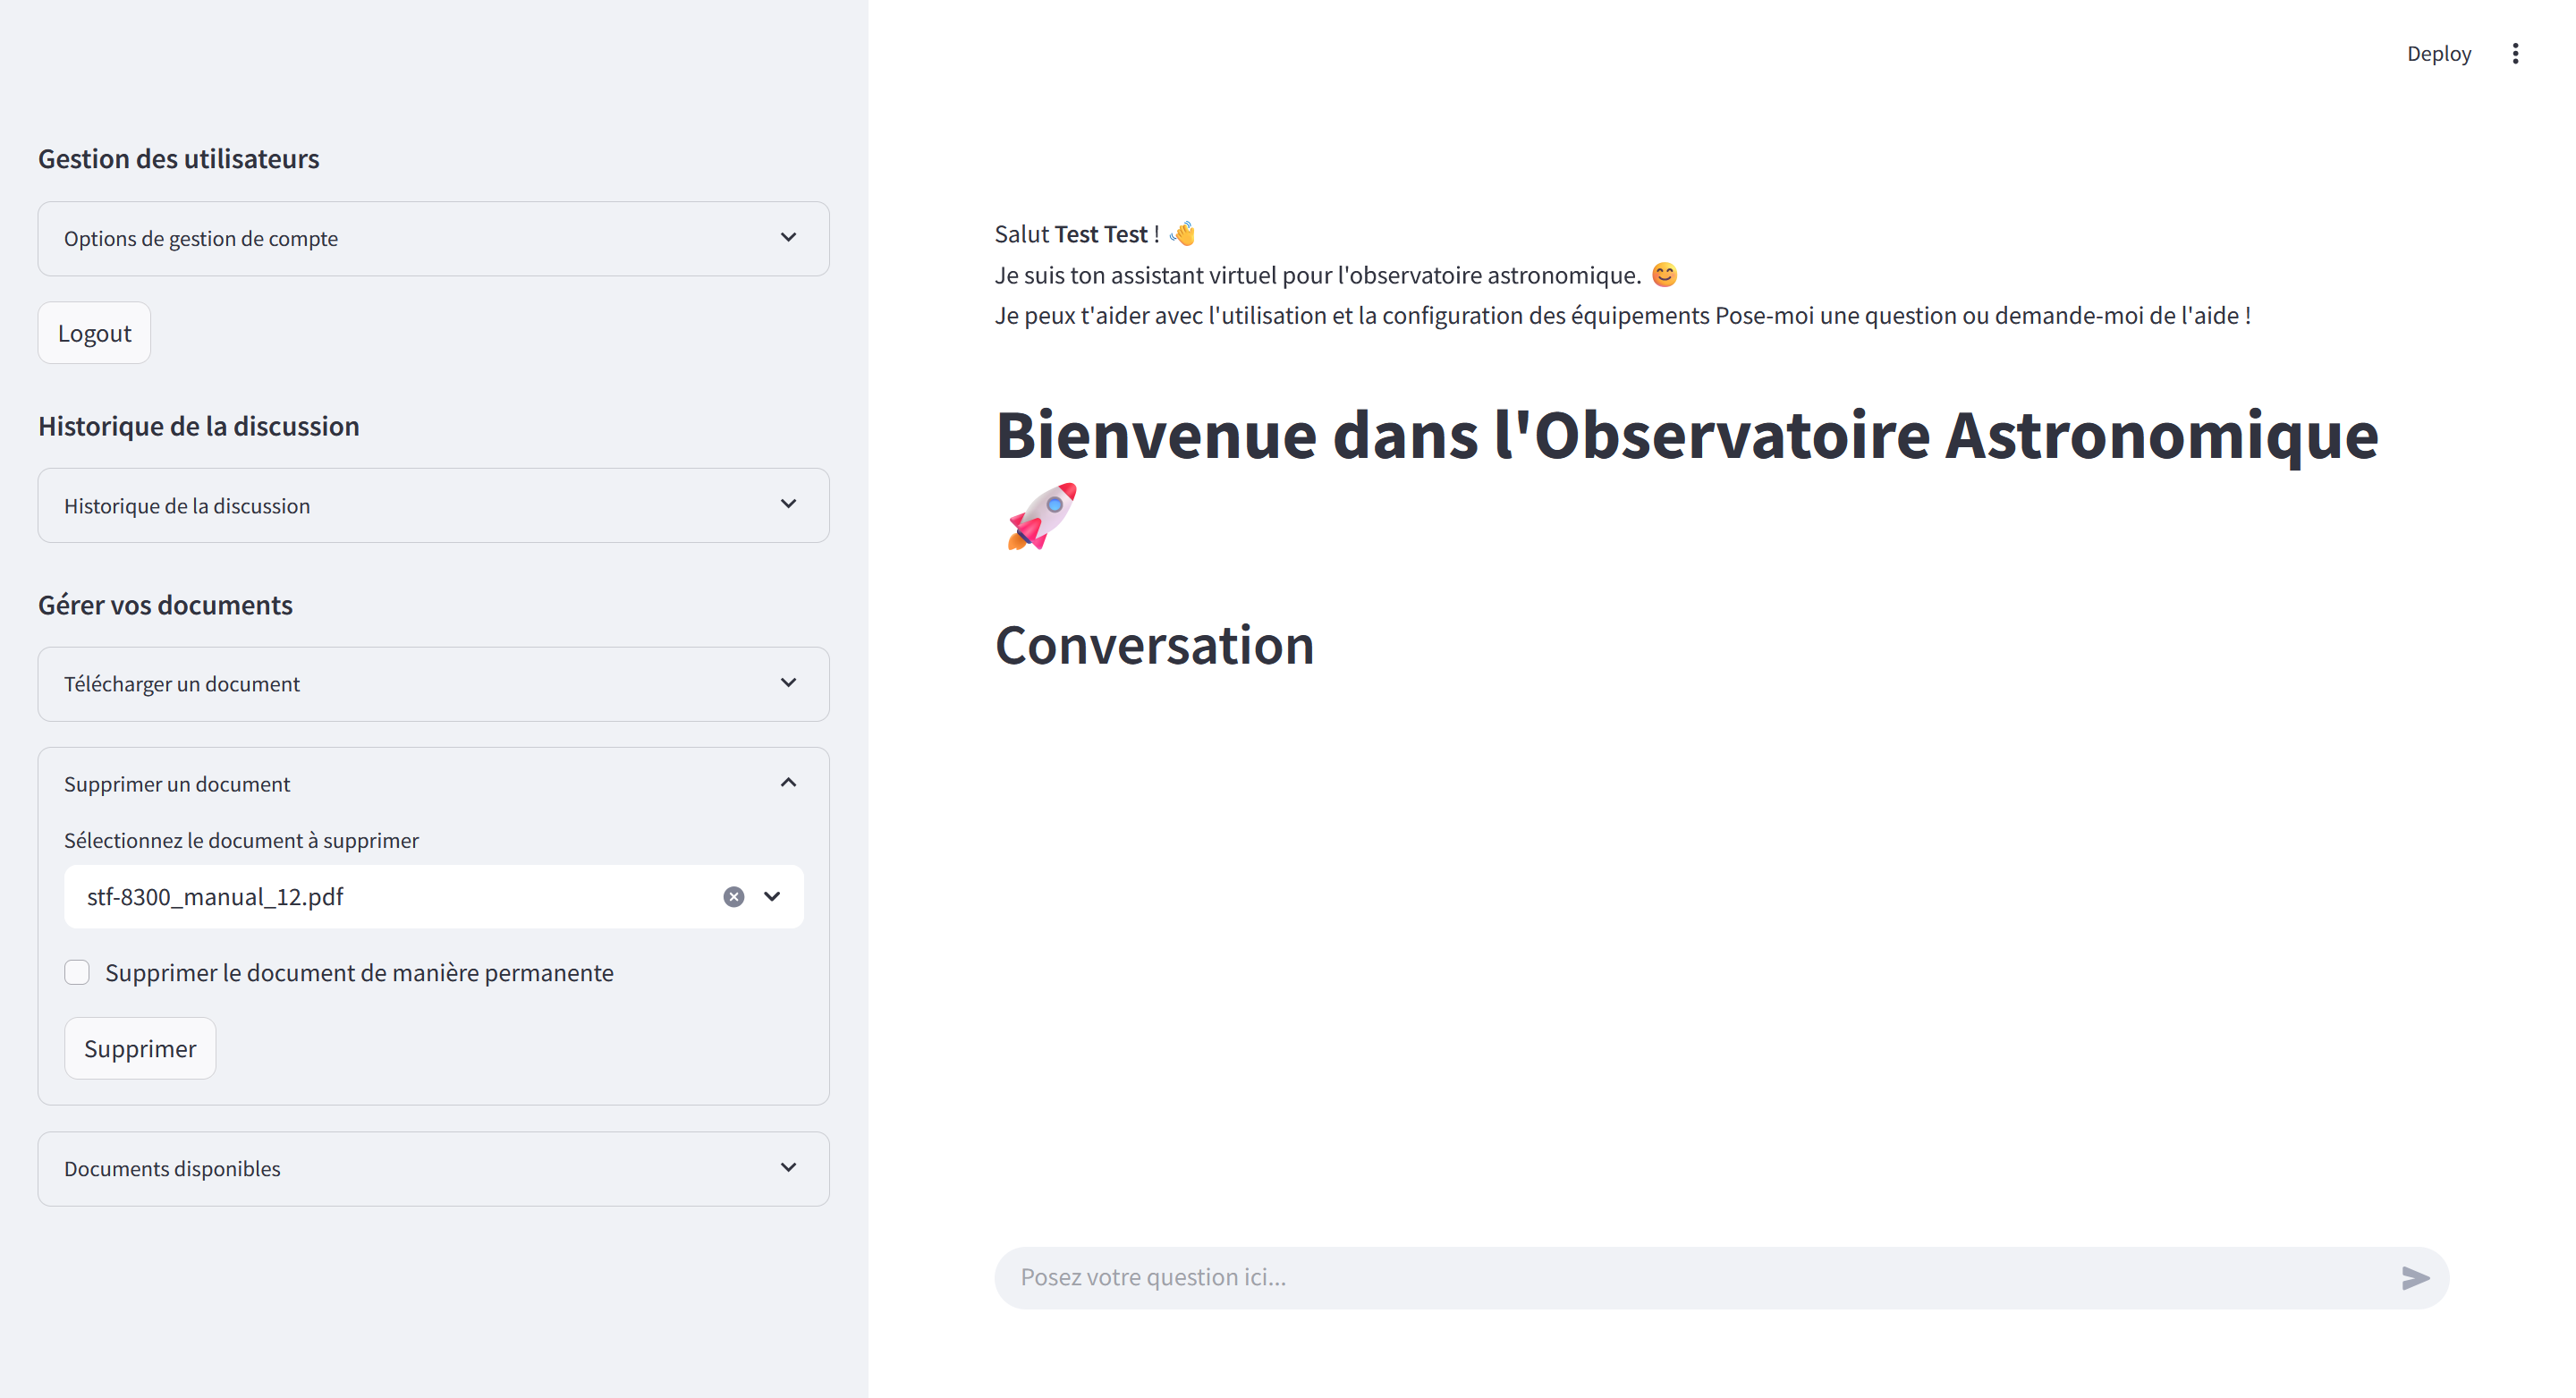 Deploy
Gestion des utilisateurs
Options de gestion de compte
Logout
Historique de la discussion
Historique de la discussion
Gérer vos documents
Télécharger un document
Supprimer un document
Sélectionnez le document à supprimer
stf-8300_manual_12.pdf
Supprimer le document de manière permanente
Supprimer
Documents disponibles
Salut Test Test ! 👋
Je suis ton assistant virtuel pour l'observatoire astronomique. 😊
Je peux t'aider avec l'utilisation et la configuration des équipements Pose-moi une question ou demande-moi de l'aide !
Bienvenue dans l'Observatoire Astronomique
🚀
Conversation
Posez votre question ici...